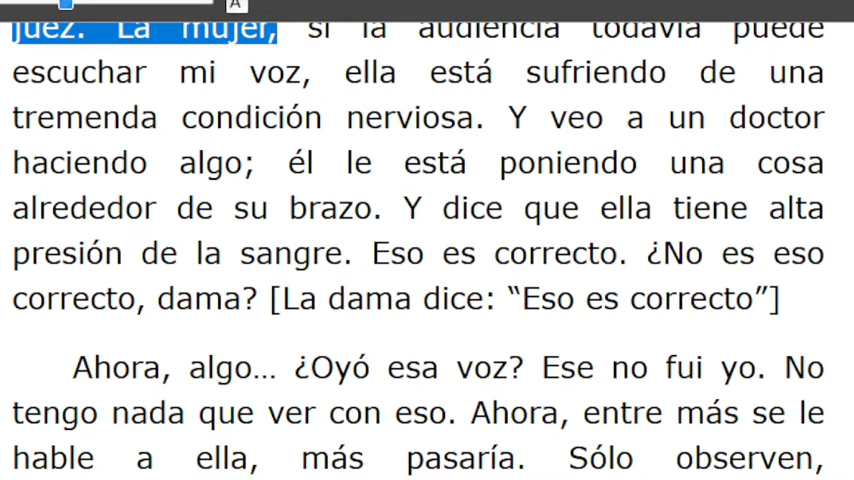 A
juez. La mujer, si la audiencia todavía puede
escuchar mi voz, ella está sufriendo de una
tremenda condición nerviosa. Y veo a un doctor
haciendo algo; él le está poniendo una cosa
alrededor de su brazo. Y dice que ella tiene alta
presión de la sangre. Eso es correcto. ¿No es eso
correcto, dama? [La dama dice: “Eso es correcto”]
Ahora, algo… ¿Oyó esa voz? Ese no fui yo. No
tengo nada que ver con eso. Ahora, entre más se le
hable a ella, más pasaría. Sólo observen,